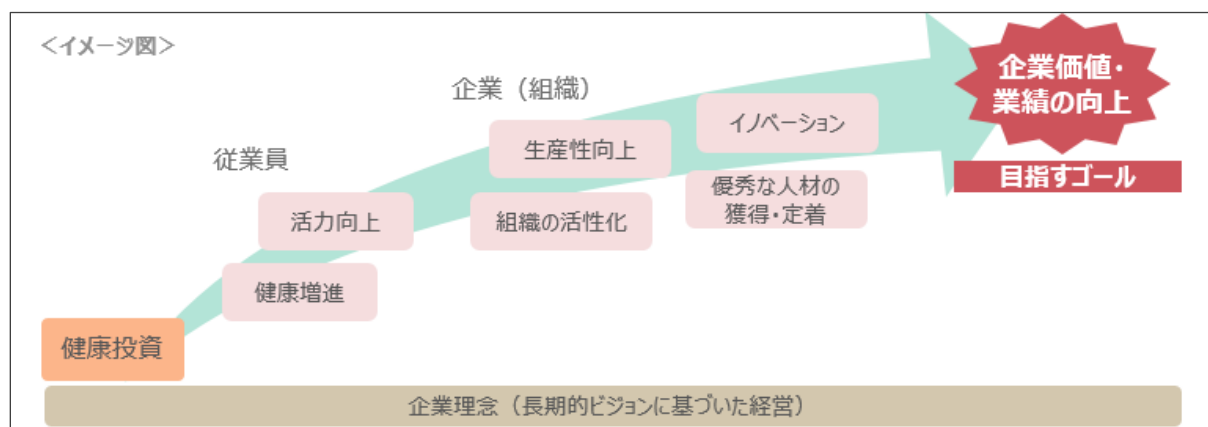 ＜イメージ図＞
企業価値・
業績の向上
目指すゴール
企業（組織）
イノベーション
生産性向上
優秀な人材の
獲得・定着
従業員
活力向上
組織の活性化
健康増進
健康投資
企業理念（長期的ビジョンに基づいた経営）